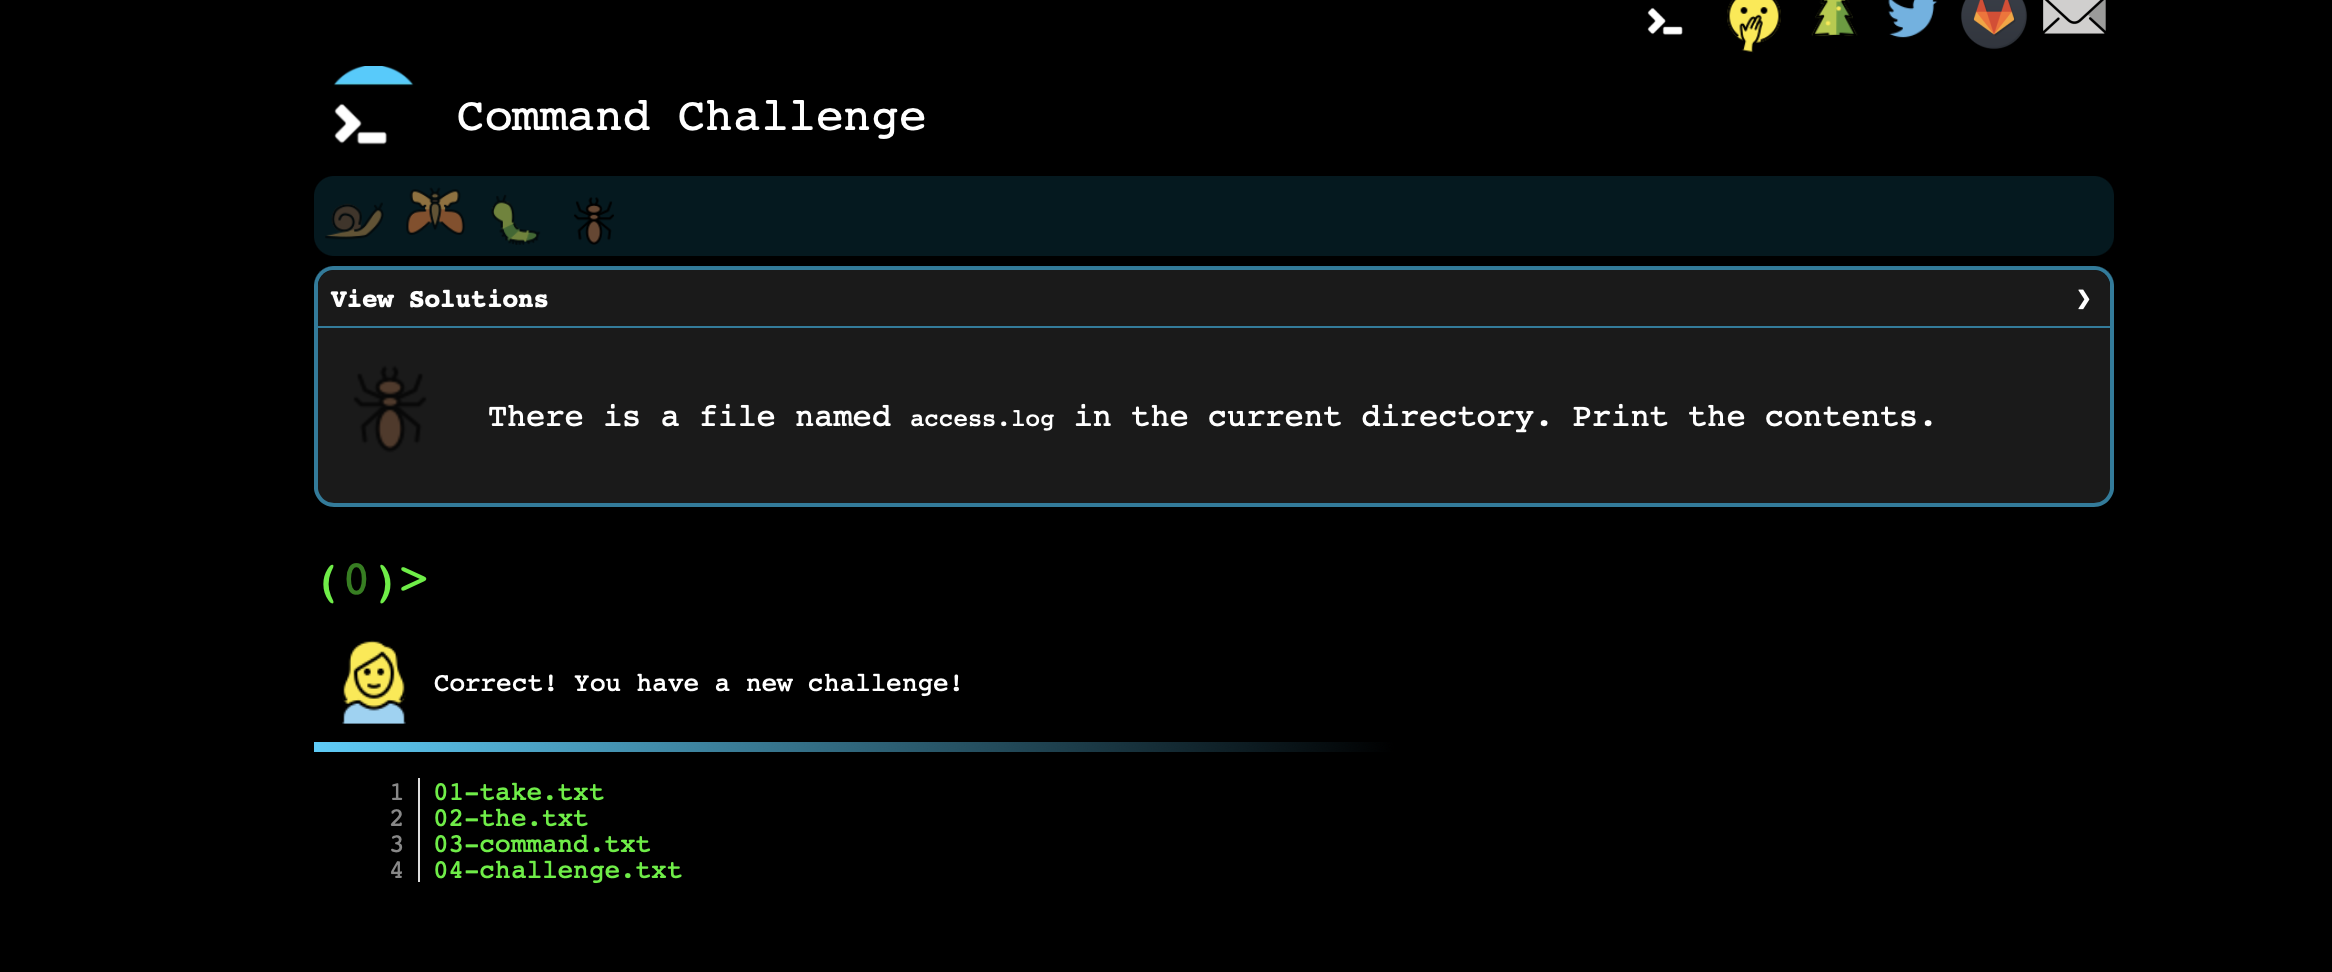 Command Challenge
View Solutions
There is a file named access.log in the current directory. Print the contents.
(0)>
Correct! You have a new challenge!
1 01-take.txt
2 02-the.txt
3 03-command.txt
4 04-challenge.txt